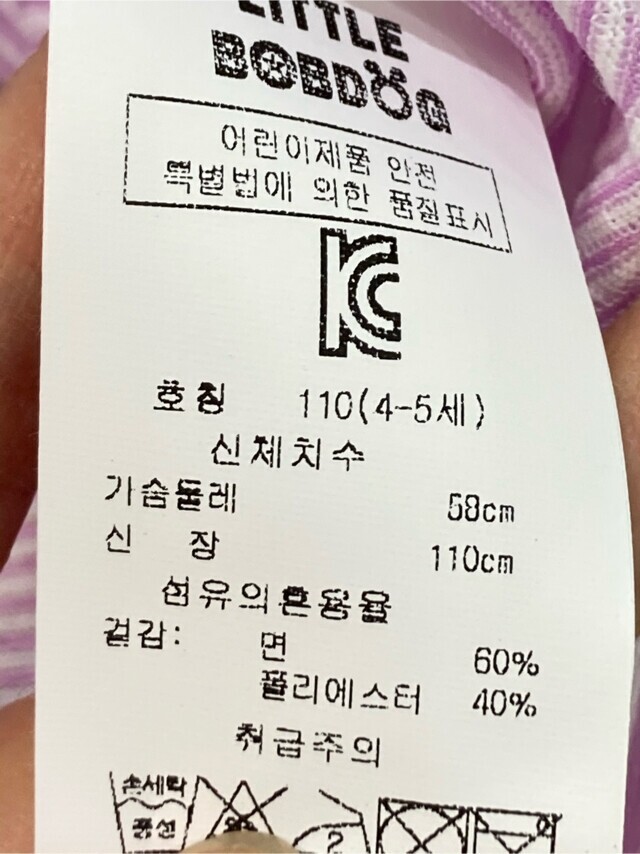 LITTLE
BOBDOG
어린이제품 안전
특별법에 의한 품질표시
KC
호칭 110(4-5세)
신체치수
가슴둘레 58cm
신 장 110cm
섬유의혼용율
겉감: 면 60%
폴리에스터 40%
취급주의
손세탁
중성
2